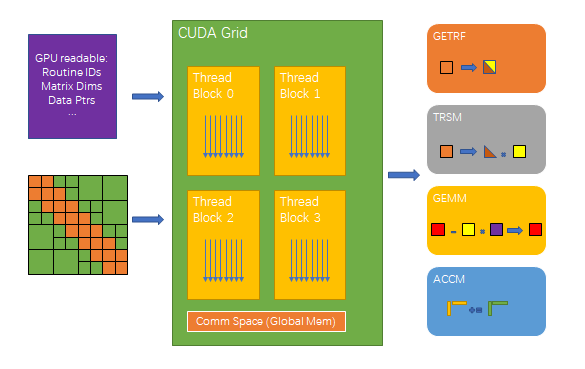 GPU readable:
Routine IDs
Matrix Dims
Data Ptrs
...
CUDA Grid
Thread
Block 0
Thread
Block 1
Thread
Block 2
Thread
Block 3
Comm Space (Global Mem)
GETRF
TRSM
GEMM
ACCM